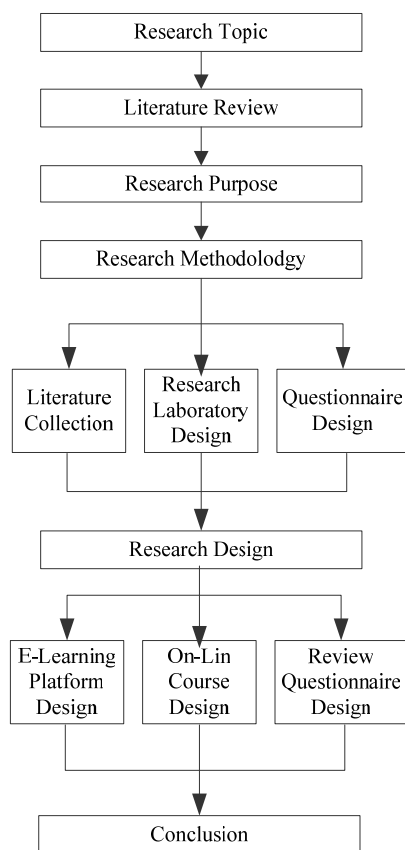 Research Topic
Literature Review
Research Purpose
Research Methodolodgy
Literature
Collection
Research
Laboratory
Design
Questionnaire
Design
Research Design
E-Learning
Platform
Design
On-Lin
Course
Design
Review
Questionnaire
Design
Conclusion